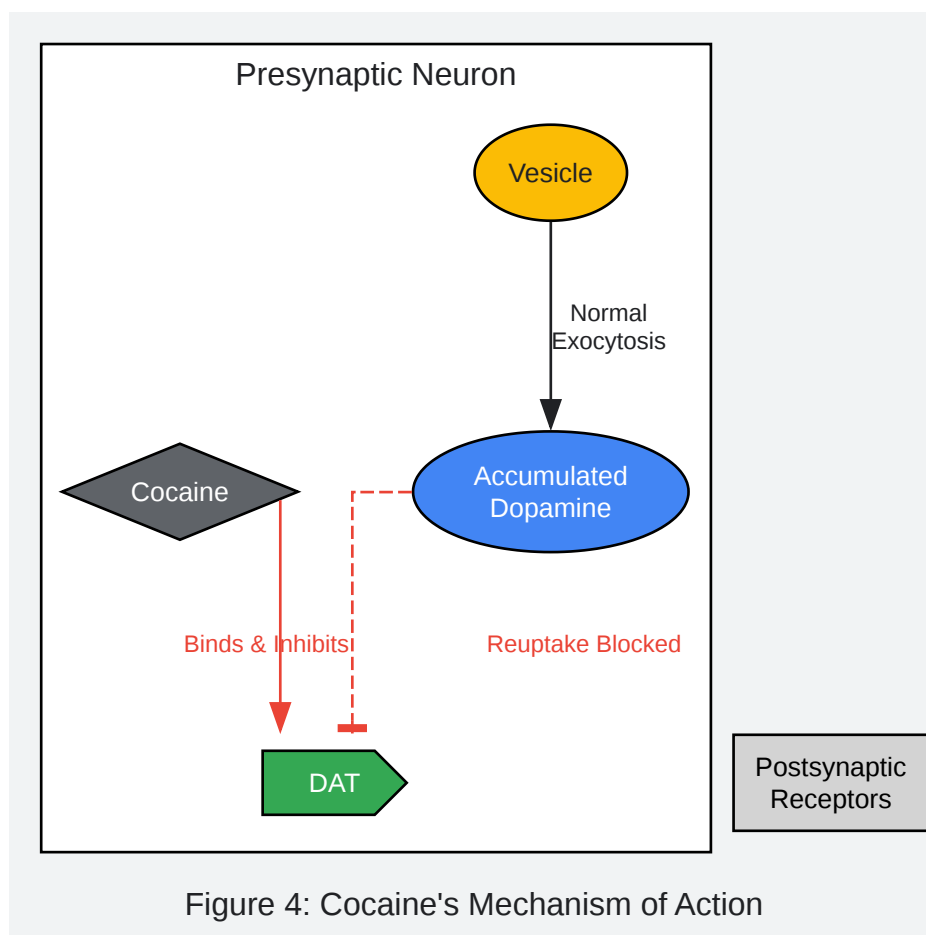 Presynaptic Neuron
Vesicle
Normal
Exocytosis
Cocaine
Accumulated
Dopamine
Binds & Inhibits
Reuptake Blocked
DAT
Postsynaptic
Receptors
Figure 4: Cocaine's Mechanism of Action